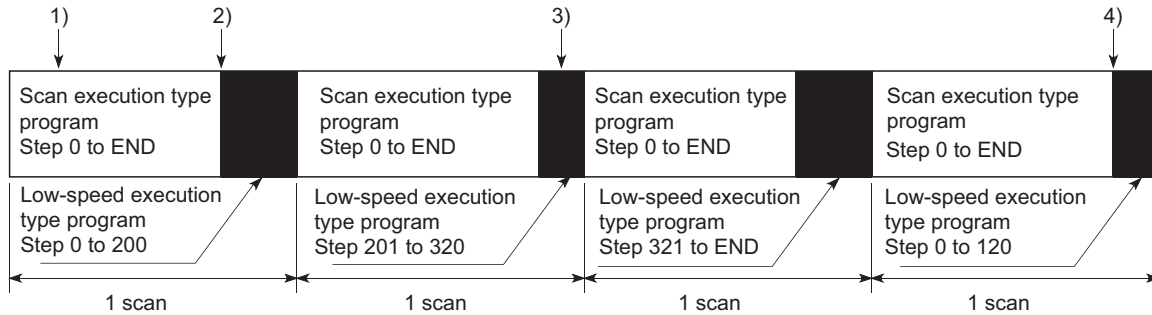 1)
2)
3)
4)
Scan execution type
program
Step 0 to END
Scan execution type
program
Step 0 to END
Scan execution type
program
Step 0 to END
Scan execution type
program
Step 0 to END
Low-speed execution
type program
Step 0 to 200
Low-speed execution
type program
Step 201 to 320
Low-speed execution
type program
Step 321 to END
Low-speed execution
type program
Step 0 to 120
1 scan
1 scan
1 scan
1 scan